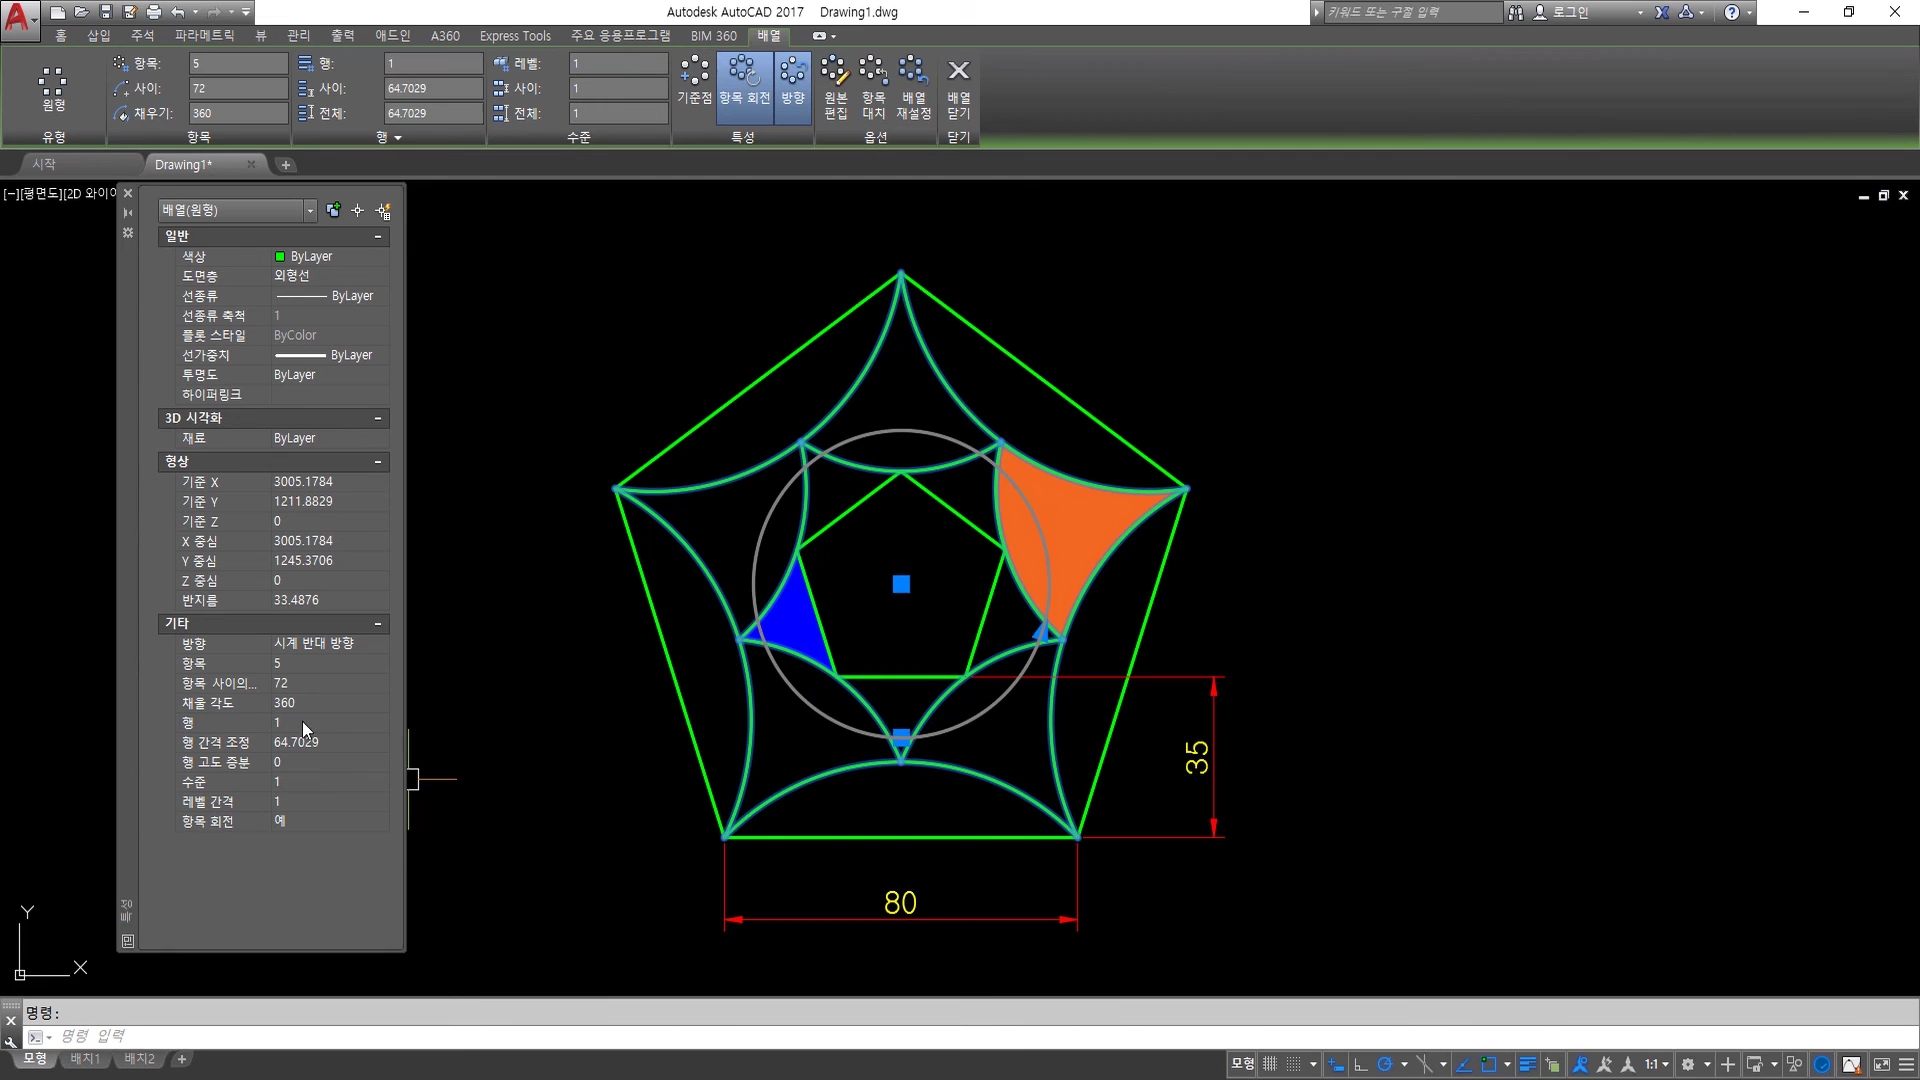 Autodesk AutoCAD 2017 Drawing1.dwg
키워드 또는 구절 입력
로그인
홈 삽입 주석 파라메트릭 뷰 관리 출력 애드인 A360 Express Tools 주요 응용프로그램 BIM 360 배열
원형
유형
항목: 5
사이: 72
채우기: 360
항목
행: 1
사이: 64.7029
전체: 64.7029
행
레벨: 1
사이: 1
전체: 1
수준
기준점 항목 회전 방향
특성
원본 편집
항목 대치
배열 재설정
옵션
배열 닫기
닫기
시작 Drawing1*
[−][평면도][2D 와이어
배열(원형)
일반
색상 ByLayer
도면층 외형선
선종류 ByLayer
선종류 축척 1
플롯 스타일 ByColor
선가중치 ByLayer
투명도 ByLayer
하이퍼링크
3D 시각화
재료 ByLayer
형상
기준 X 3005.1784
기준 Y 1211.8829
기준 Z 0
X 중심 3005.1784
Y 중심 1245.3706
Z 중심 0
반지름 33.4876
기타
방향 시계 반대 방향
항목 5
항목 사이의... 72
채울 각도 360
행 1
행 간격 조정 64.7029
행 고도 증분 0
수준 1
레벨 간격 1
항목 회전 예
특성
35
80
Y
X
명령:
명령 입력
모형 배치1 배치2
모형
1:1